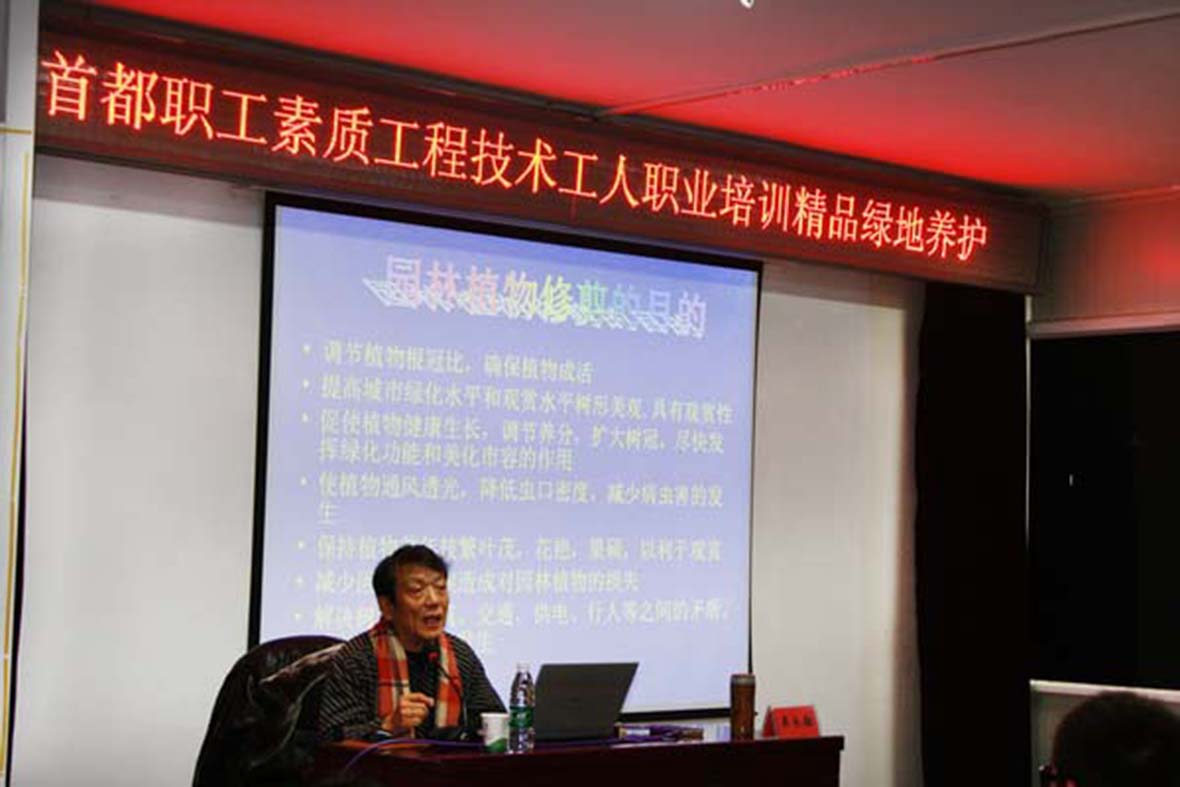 首都职工素质工程技术工人职业培训精品绿地养护
园林植物修剪的目的
• 调节植物根冠比，确保植物成活
• 提高城市绿化水平和观赏水平树形美观,具有观赏性
• 促使植物健康生长，调节养分，扩大树冠，尽快发
挥绿化功能和美化市容的作用
• 使植物通风透光，降低虫口密度，减少病虫害的发
生
• 保持植物 枝繁叶茂，花艳，果硕，以利于观赏
• 减少 造成对园林植物的损失
• 解决 、交通、供电、行人等之间的矛盾，
生